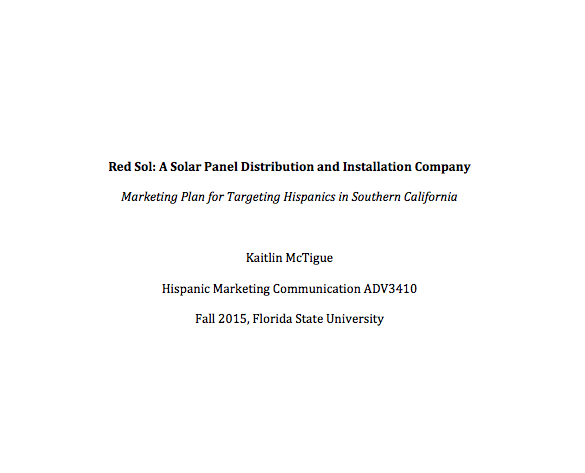 Red Sol: A Solar Panel Distribution and Installation Company
Marketing Plan for Targeting Hispanics in Southern California
Kaitlin McTigue
Hispanic Marketing Communication ADV3410
Fall 2015, Florida State University